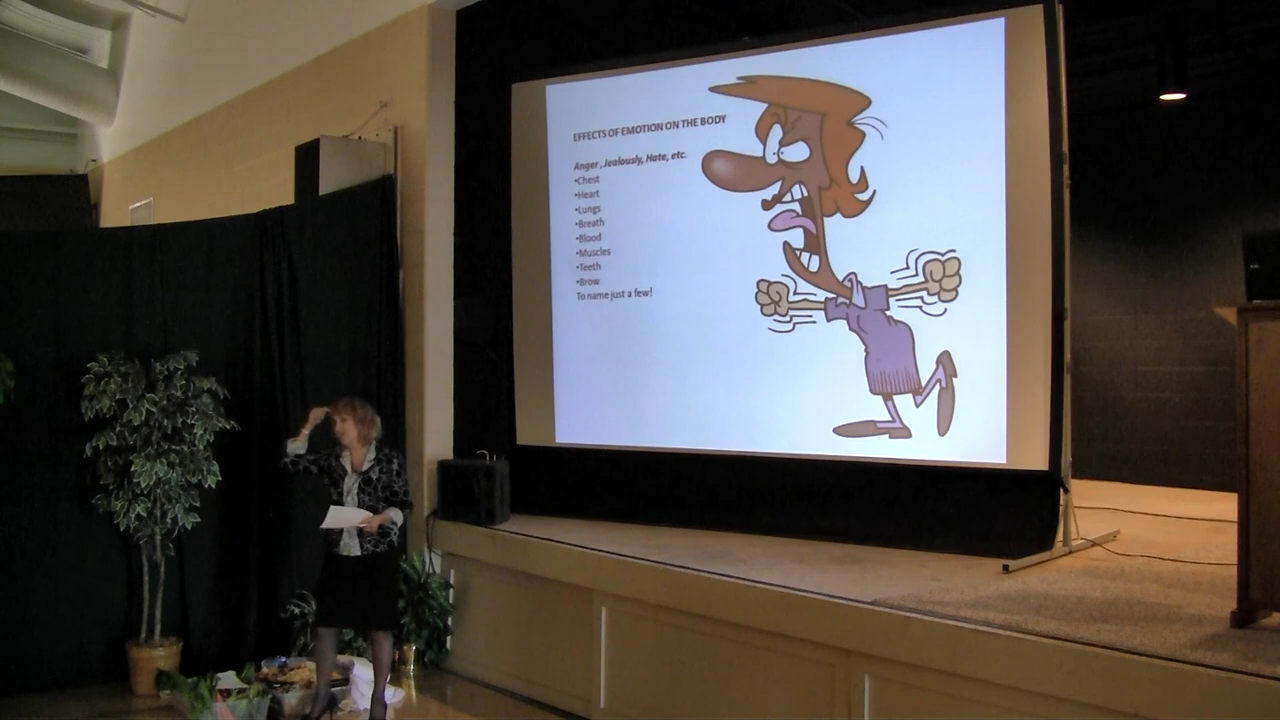 EFFECTS OF EMOTION ON THE BODY
Anger , Jealously, Hate, etc.
•Chest
•Heart
•Lungs
•Breath
•Blood
•Muscles
•Teeth
•Brow
To name just a few!